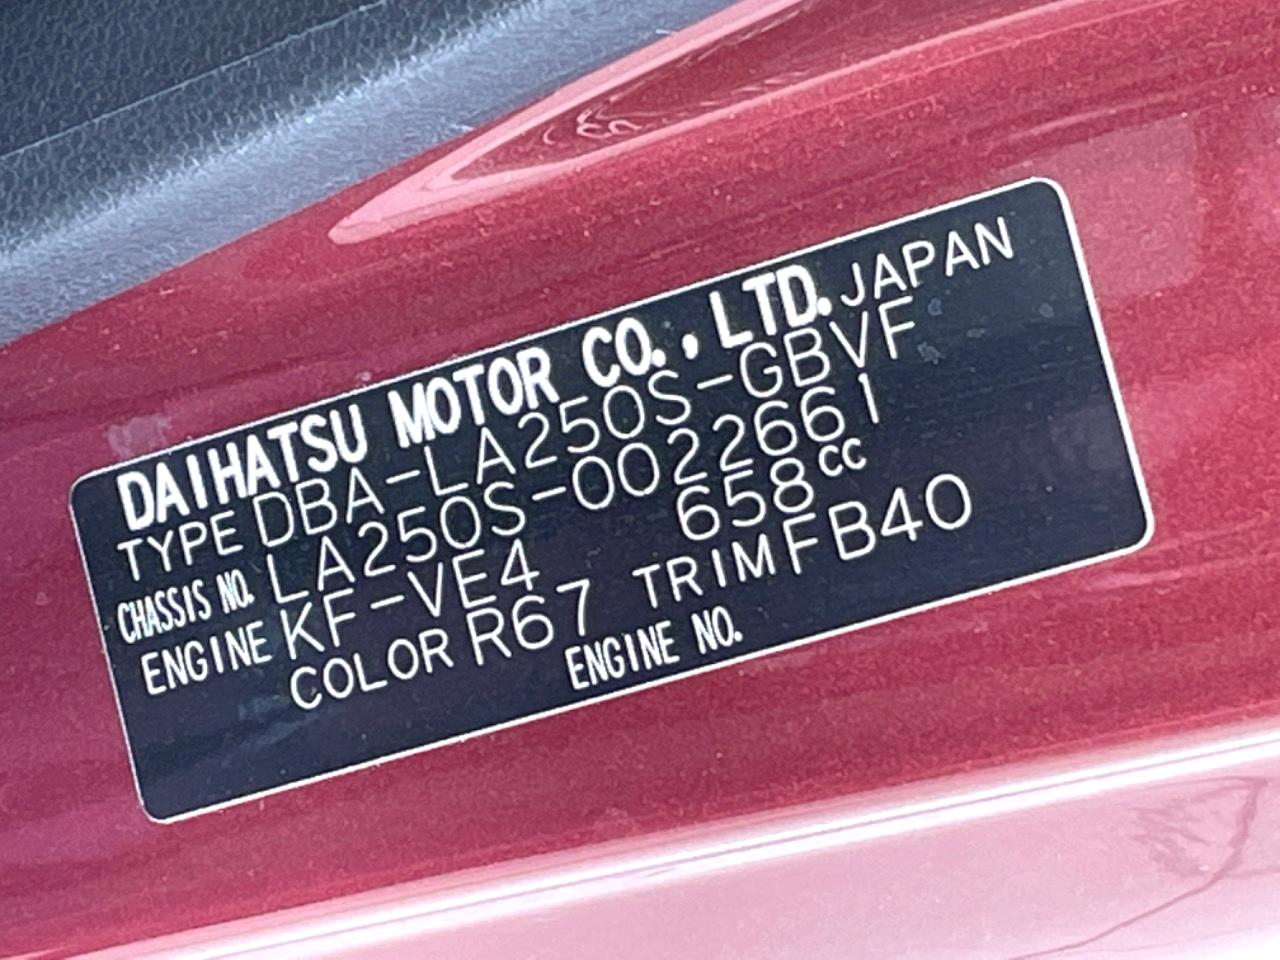 DAIHATSU MOTOR CO., LTD. JAPAN
TYPE DBA-LA250S-GBVF
CHASSIS NO. LA250S-0022661
ENGINE KF-VE4 658cc
COLOR R67 TRIM FB40
ENGINE NO.